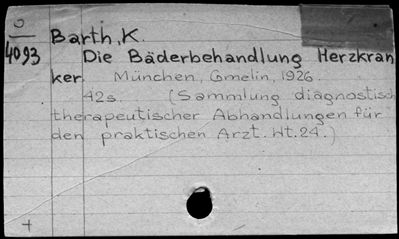 O
4093
Barth, K.
Die Bäderbehandlung Herzkran
ker. München, Gmelin, 1926.
42s. (Sammlung diagnostisch
therapeutischer Abhandlungen für
den praktischen Arzt. Ht.24.)
+